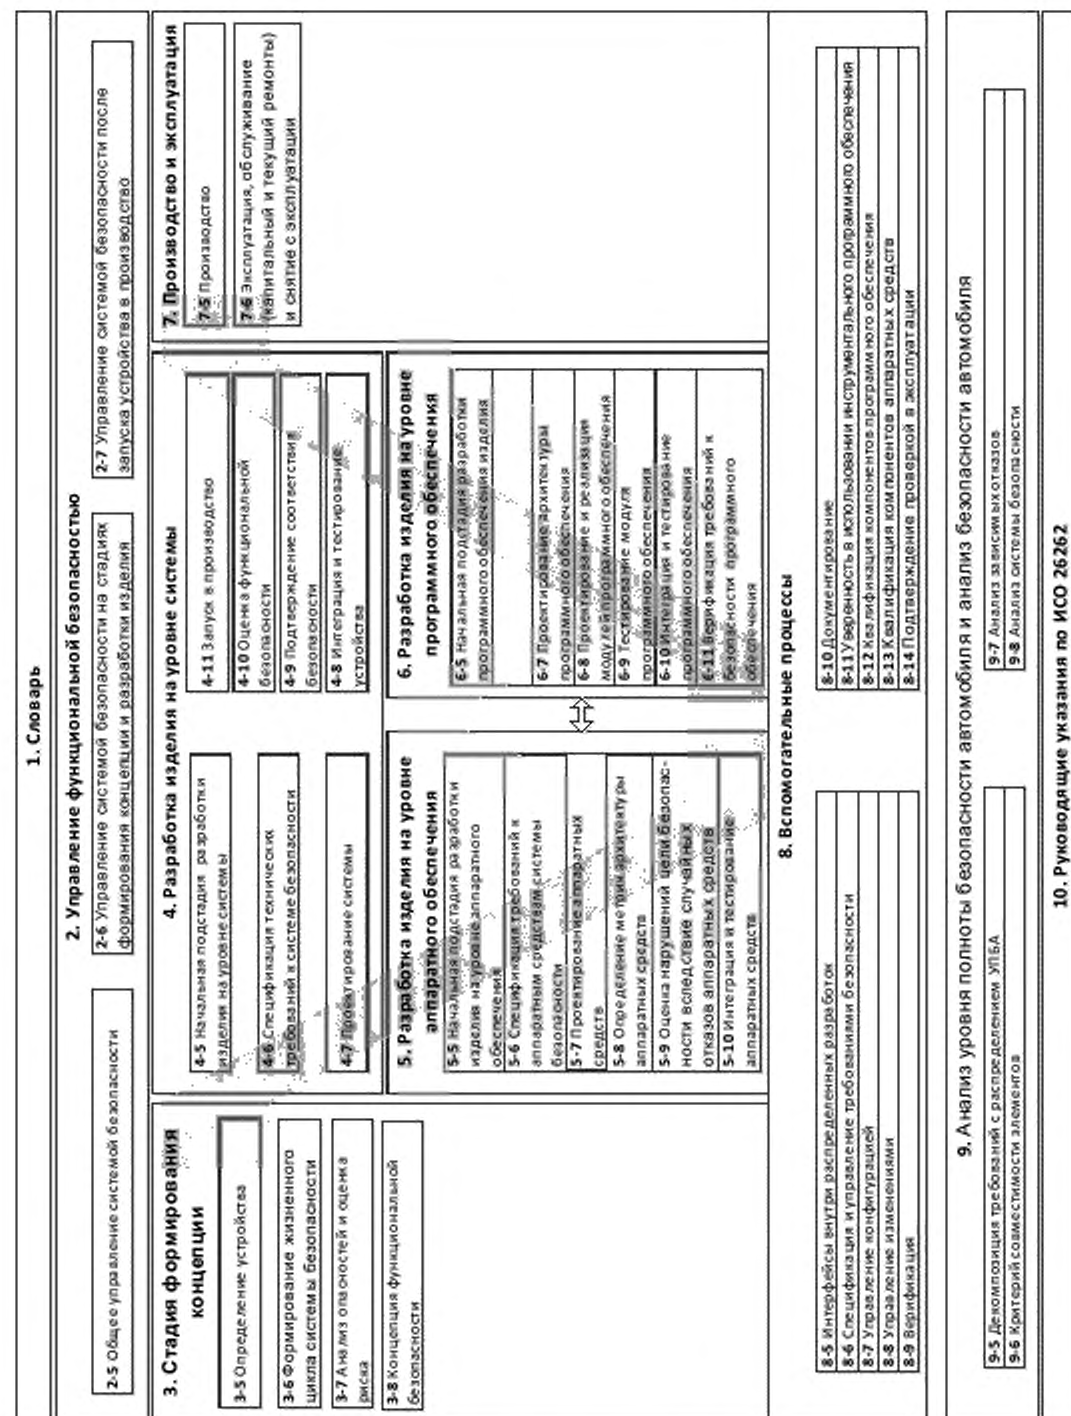 1. Словарь
2. Управление функциональной безопасностью
2-5 Общее управление системой безопасности
2-6 Управление системой безопасности на стадиях
формирования концепции и разработки изделия
2-7 Управление системой безопасности после
запуска устройства в производство
3. Стадия формирования
концепции
3-5 Определение устройства
3-6 Формирование жизненного
цикла системы безопасности
3-7 Анализ опасностей и оценка
риска
3-8 Концепция функциональной
безопасности
4. Разработка изделия на уровне системы
4-5 Начальная подстадия разработки
изделия на уровне системы
4-6 Спецификация технических
требований к системе безопасности
4-7 Проектирование системы
4-11 Запуск в производство
4-10 Оценка функциональной
безопасности
4-9 Подтверждение соответствия
безопасности
4-8 Интеграция и тестирование
устройства
7. Производство и эксплуатация
7-5 Производство
7-6 Эксплуатация, обслуживание
(капитальный и текущий ремонты)
и снятие с эксплуатации
5. Разработка изделия на уровне
аппаратного обеспечения
5-5 Начальная подстадия разработки
изделия на уровне аппаратного
обеспечения
5-6 Спецификация требований к
аппаратным средствам системы
безопасности
5-7 Проектирование аппаратных
средств
5-8 Определение метрик архитектуры
аппаратных средств
5-9 Оценка нарушений цели безопас-
ности вследствие случайных
отказов аппаратных средств
5-10 Интеграция и тестирование
аппаратных средств
6. Разработка изделия на уровне
программного обеспечения
6-5 Начальная подстадия разработки
программного обеспечения изделия
6-7 Проектирование архитектуры
программного обеспечения
6-8 Проектирование и реализация
модулей программного обеспечения
6-9 Тестирование модуля
программного обеспечения
6-10 Интеграция и тестирование
программного обеспечения
6-11 Верификация требований к
безопасности программного
обеспечения
8. Вспомогательные процессы
8-5 Интерфейсы внутри распределенных разработок
8-6 Спецификация и управление требованиями безопасности
8-7 Управление конфигурацией
8-8 Управление изменениями
8-9 Верификация
8-10 Документирование
8-11 Уверенность в использовании инструментального программного обеспечения
8-12 Квалификация компонентов программного обеспечения
8-13 Квалификация компонентов аппаратных средств
8-14 Подтверждение проверкой в эксплуатации
9. Анализ уровня полноты безопасности автомобиля и анализ безопасности автомобиля
9-5 Декомпозиция требований с распределением УПБА
9-6 Критерий совместимости элементов
9-7 Анализ зависимых отказов
9-8 Анализ системы безопасности
10. Руководящие указания по ИСО 26262